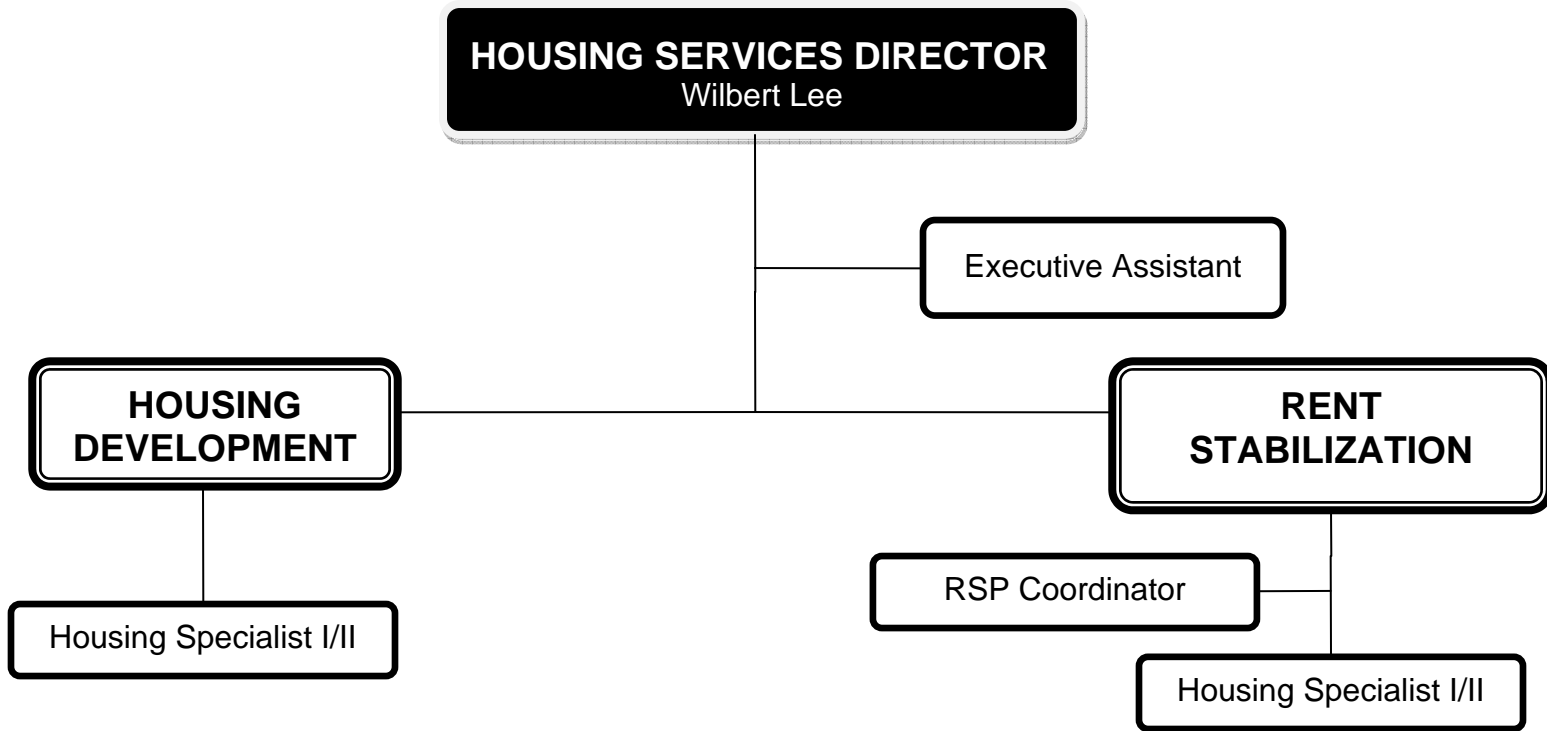 HOUSING SERVICES DIRECTOR
Wilbert Lee
Executive Assistant
HOUSING
DEVELOPMENT
RENT
STABILIZATION
RSP Coordinator
Housing Specialist I/II
Housing Specialist I/II